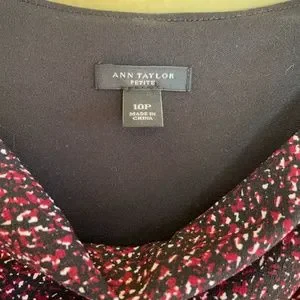 ANN TAYLOR
PETITE
10P
MADE IN
CHINA